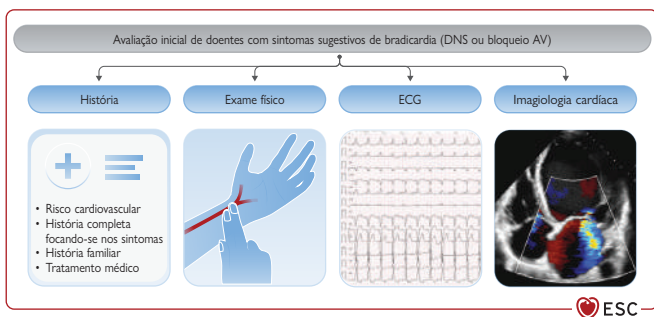 Avaliação inicial de doentes com sintomas sugestivos de bradicardia (DNS ou bloqueio AV)
História
Exame físico
ECG
Imagiologia cardíaca
• Risco cardiovascular
• História completa
focando-se nos sintomas
• História familiar
• Tratamento médico
ESC